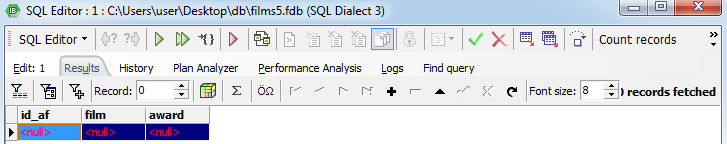 SQL Editor : 1 : C:\Users\user\Desktop\db\films5.fdb (SQL Dialect 3)
SQL Editor Count records
Edit: 1 Results History Plan Analyzer Performance Analysis Logs Find query
Record: 0 Σ ÖΩ Font size: 8 records fetched
id_af film award
<null> <null> <null>